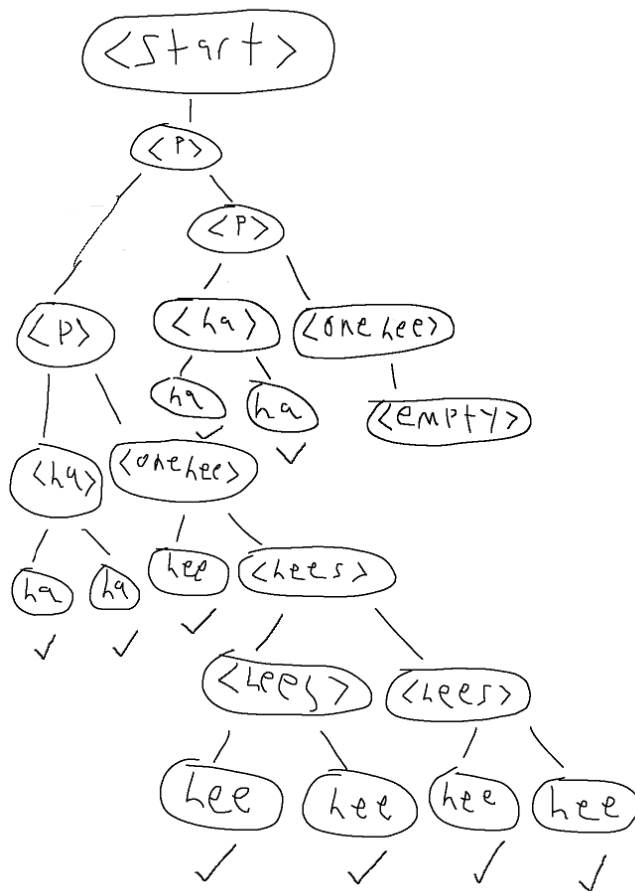 <start>
<P>
<P>
<P> <ha> <onehee>
ha ha <empty>
<ha> <onehee>
ha ha hee <hees>
<hees> <hees>
hee hee hee hee